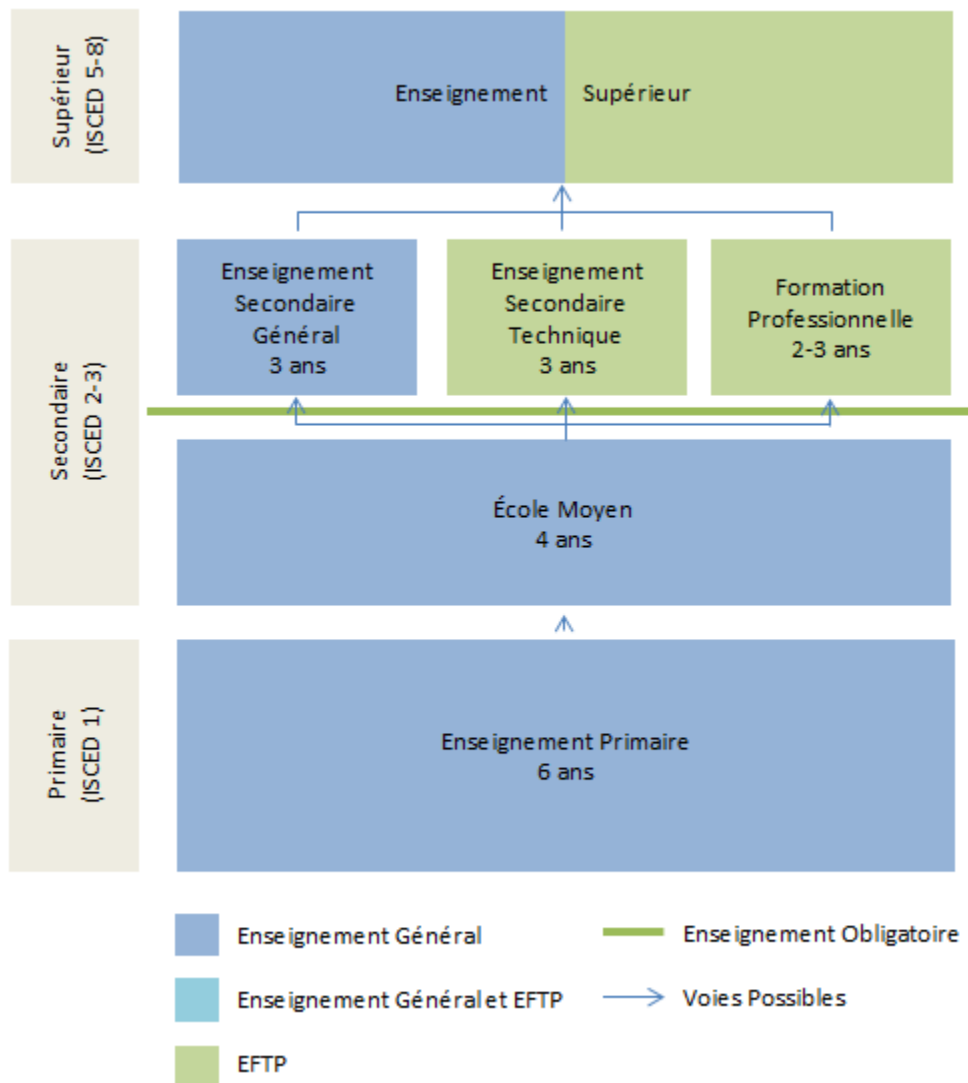 Supérieur
(ISCED 5-8)
Enseignement Supérieur
Secondaire
(ISCED 2-3)
Enseignement
Secondaire
Général
3 ans
Enseignement
Secondaire
Technique
3 ans
Formation
Professionnelle
2-3 ans
École Moyen
4 ans
Primaire
(ISCED 1)
Enseignement Primaire
6 ans
Enseignement Général
Enseignement Obligatoire
Enseignement Général et EFTP
Voies Possibles
EFTP